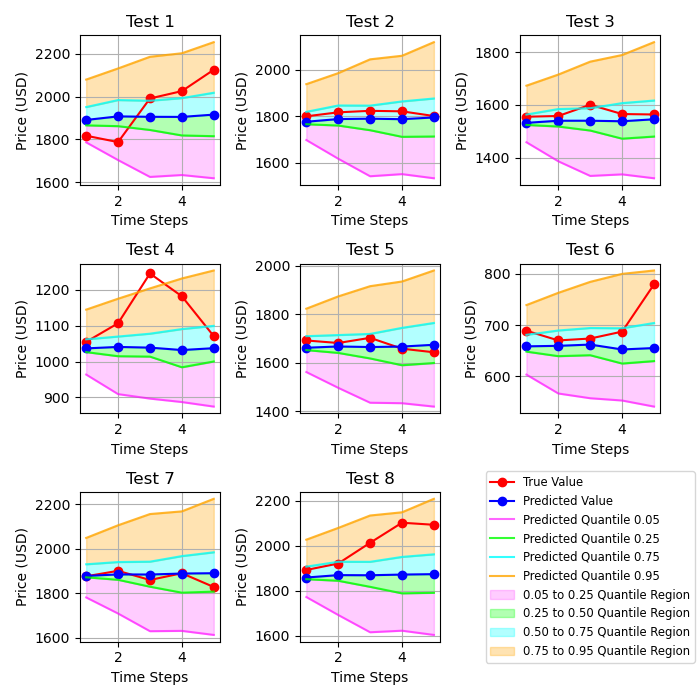 Test 1
Price (USD)
2200
2000
1800
1600
2
4
Time Steps
Test 2
Price (USD)
2000
1800
1600
2
4
Time Steps
Test 3
Price (USD)
1800
1600
1400
2
4
Time Steps
Test 4
Price (USD)
1200
1100
1000
900
2
4
Time Steps
Test 5
Price (USD)
2000
1800
1600
1400
2
4
Time Steps
Test 6
Price (USD)
800
700
600
2
4
Time Steps
Test 7
Price (USD)
2200
2000
1800
1600
2
4
Time Steps
Test 8
Price (USD)
2200
2000
1800
1600
2
4
Time Steps
True Value
Predicted Value
Predicted Quantile 0.05
Predicted Quantile 0.25
Predicted Quantile 0.75
Predicted Quantile 0.95
0.05 to 0.25 Quantile Region
0.25 to 0.50 Quantile Region
0.50 to 0.75 Quantile Region
0.75 to 0.95 Quantile Region